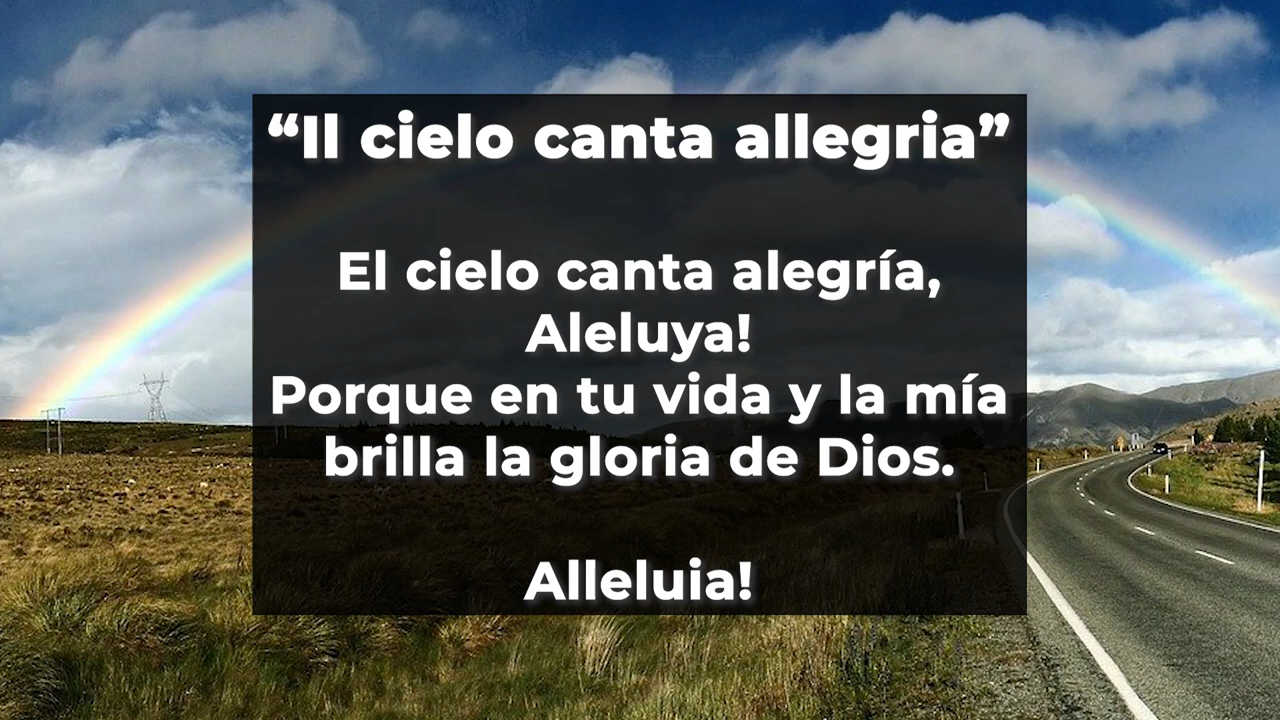 “Il cielo canta allegria”
El cielo canta alegría,
Aleluya!
Porque en tu vida y la mía
brilla la gloria de Dios.
Alleluia!